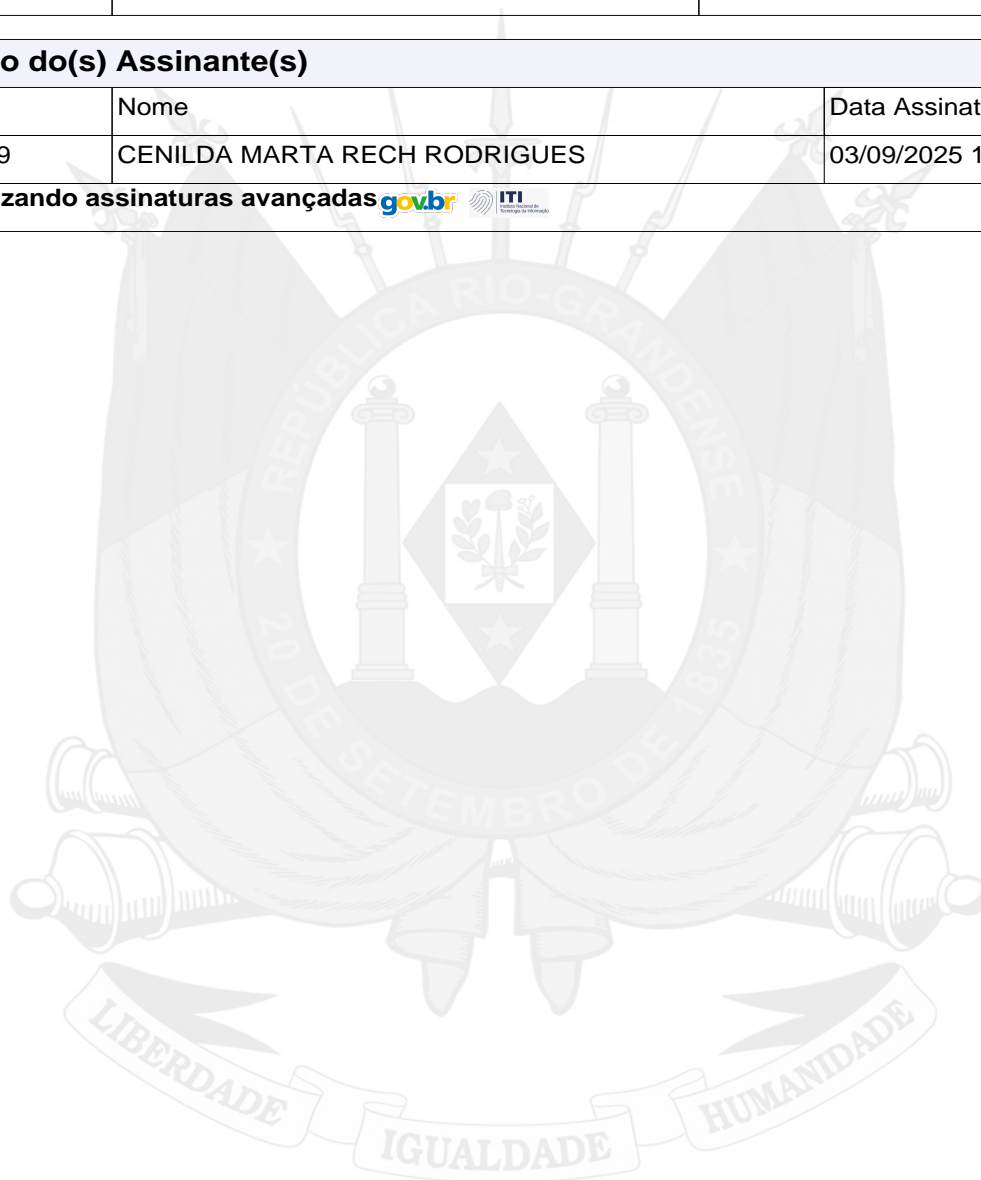 o do(s) Assinante(s)
Nome Data Assinat
9 CENILDA MARTA RECH RODRIGUES 03/09/2025 1
zando assinaturas avançadas gov.br ITI
REPÚBLICA RIO-GRANDENSE
20 DE SETEMBRO DE 1835
LIBERDADE IGUALDADE HUMANIDADE